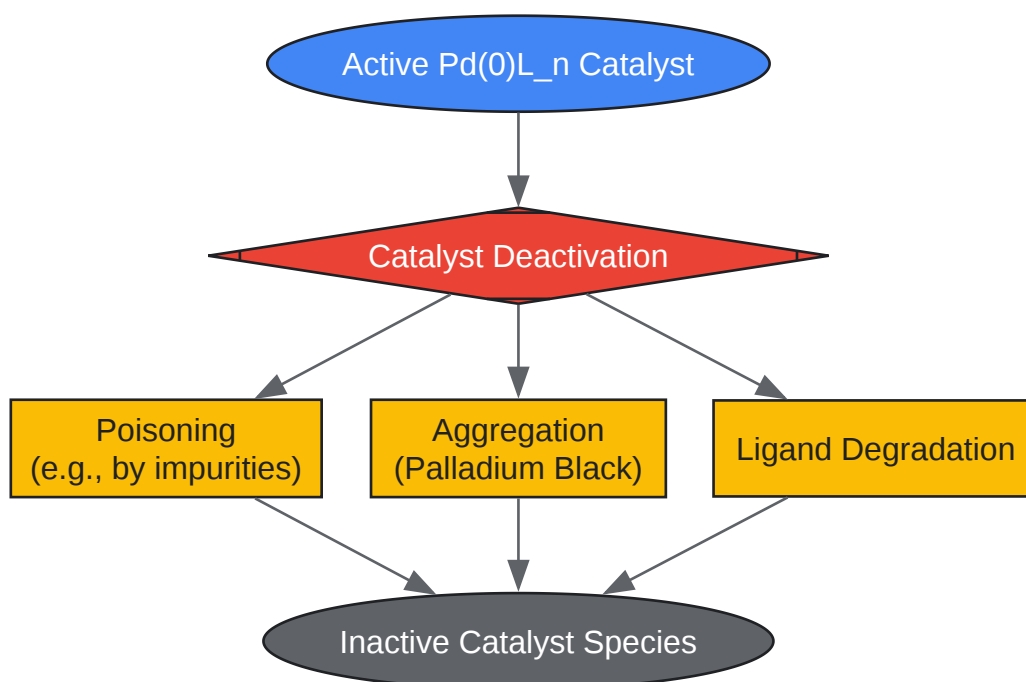 Active Pd(0)L_n Catalyst
Catalyst Deactivation
Poisoning
(e.g., by impurities)
Aggregation
(Palladium Black)
Ligand Degradation
Inactive Catalyst Species